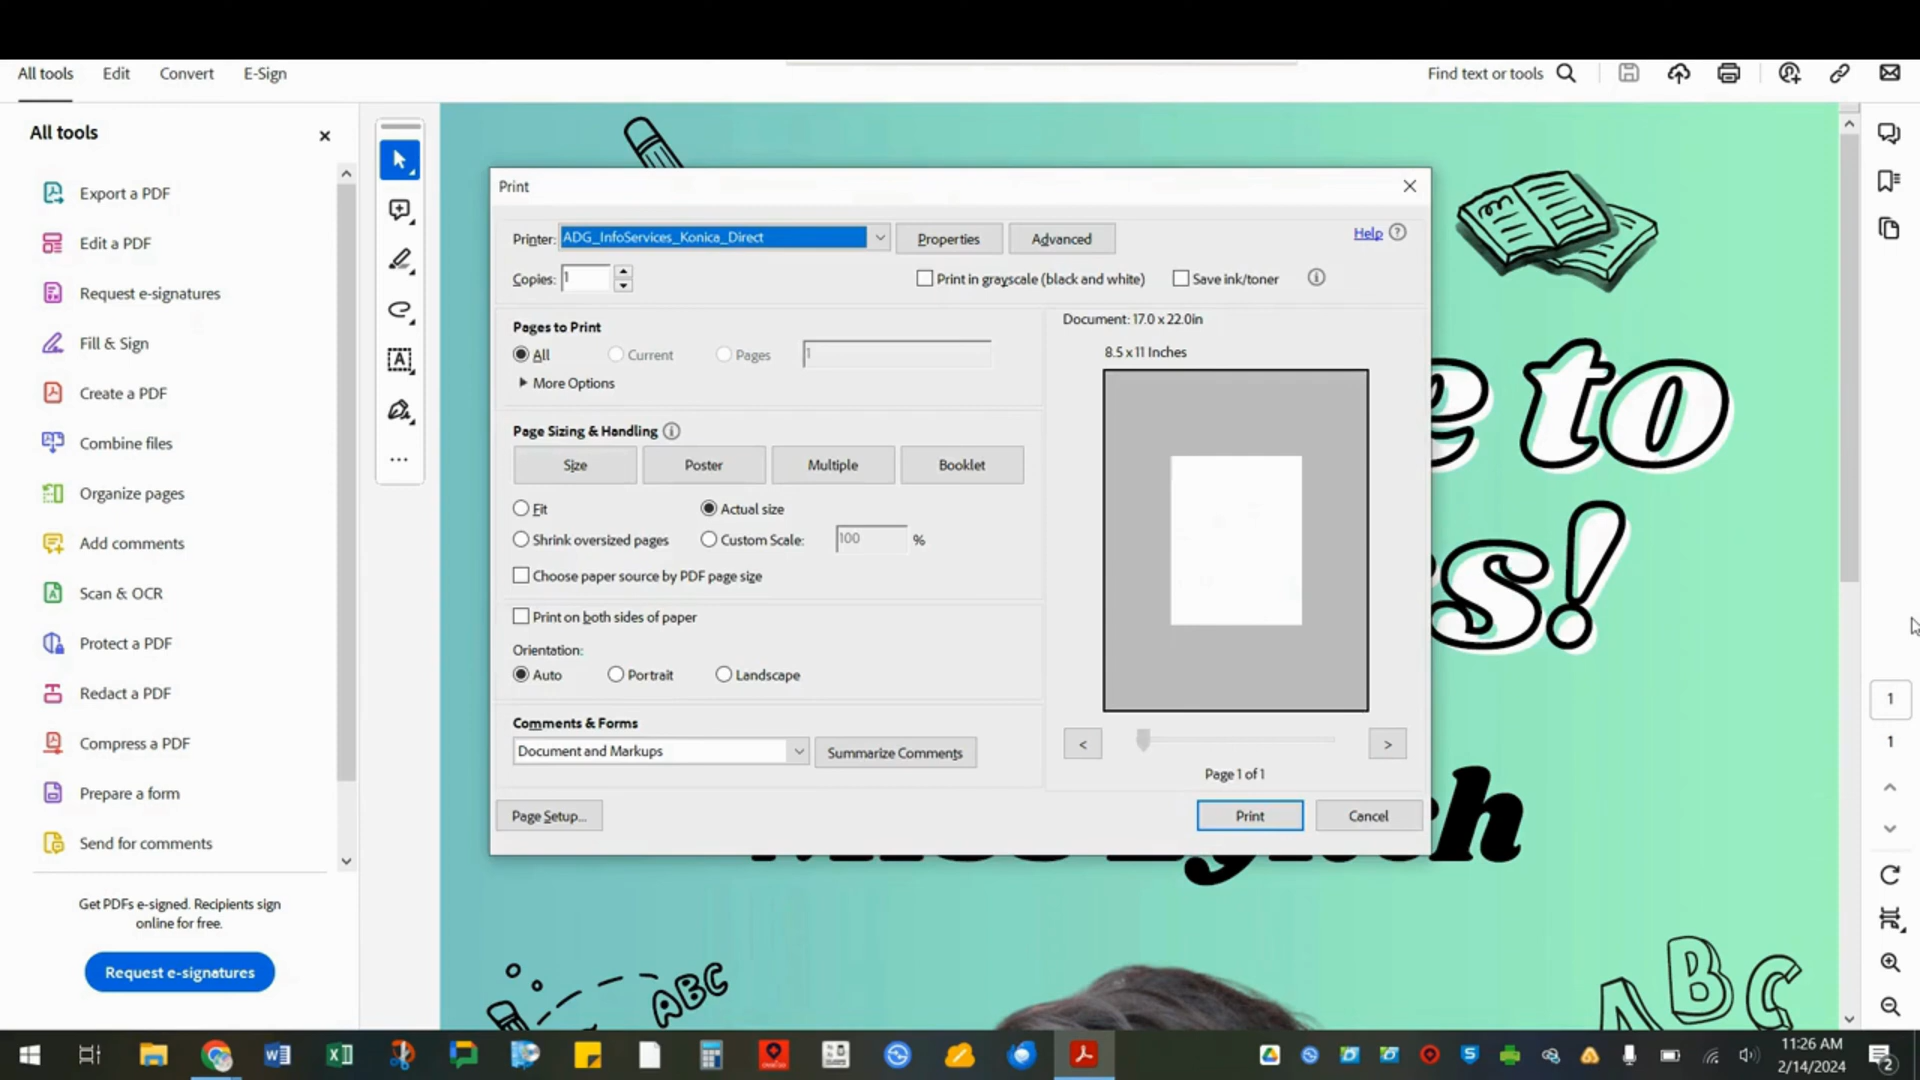 All tools Edit Convert E-Sign Find text or tools
All tools
Export a PDF
Edit a PDF
Request e-signatures
Fill & Sign
Create a PDF
Combine files
Organize pages
Add comments
Scan & OCR
Protect a PDF
Redact a PDF
Compress a PDF
Prepare a form
Send for comments
Get PDFs e-signed. Recipients sign
online for free.
Request e-signatures
Print
Printer: ADG_InfoServices_Konica_Direct Properties Advanced Help
Copies: 1 Print in grayscale (black and white) Save ink/toner
Pages to Print
All Current Pages 1
More Options
Page Sizing & Handling
Size Poster Multiple Booklet
Fit Actual size
Shrink oversized pages Custom Scale: 100 %
Choose paper source by PDF page size
Print on both sides of paper
Orientation:
Auto Portrait Landscape
Comments & Forms
Document and Markups Summarize Comments
Page Setup... Print Cancel
Document: 17.0 x 22.0in
8.5 x 11 Inches
< >
Page 1 of 1
e to
s!
h
ABC
ABC
1
1
11:26 AM
2/14/2024
2